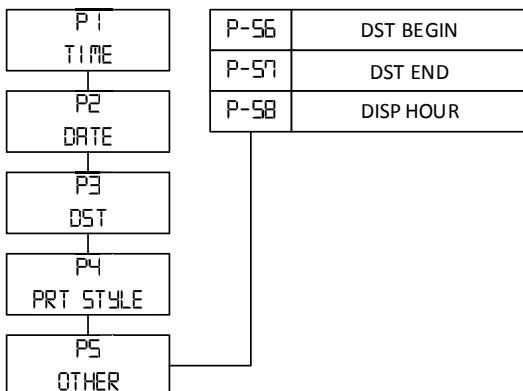 P1
TIME
P2
DATE
P3
DST
P4
PRT STYLE
P5
OTHER
P-56 DST BEGIN
P-57 DST END
P-58 DISP HOUR